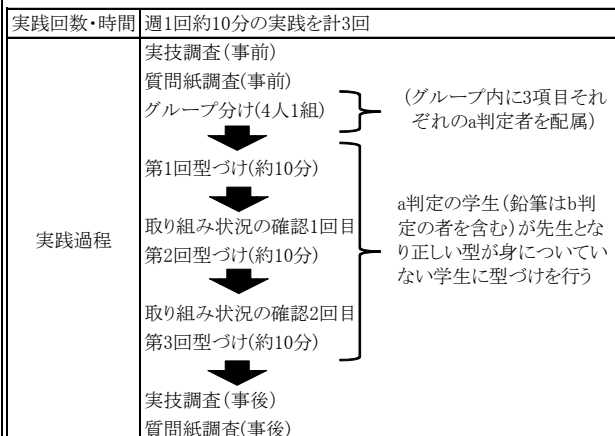 実践回数・時間 週1回約10分の実践を計3回
実践過程
実技調査(事前)
質問紙調査(事前)
グループ分け(4人1組)
(グループ内に3項目それ
ぞれのa判定者を配属)
第1回型づけ(約10分)
取り組み状況の確認1回目
第2回型づけ(約10分)
取り組み状況の確認2回目
第3回型づけ(約10分)
a判定の学生(鉛筆はb判
定の者を含む)が先生とな
り正しい型が身についてい
ない学生に型づけを行う
実技調査(事後)
質問紙調査(事後)